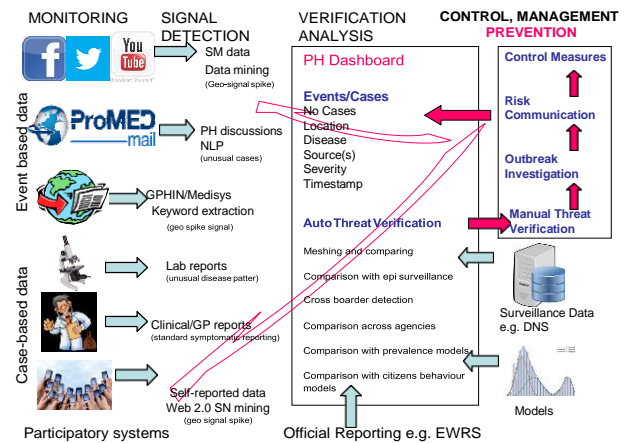 MONITORING
SIGNAL
DETECTION
VERIFICATION
ANALYSIS
CONTROL, MANAGEMENT
PREVENTION
Event based data
Case-based data
f
You
Tube
SM data
Data mining
(Geo-signal spike)
ProMED
mail
PH discussions
NLP
(unusual cases)
GPHIN/Medisys
Keyword extraction
(geo spike signal)
Lab reports
(unusual disease patter)
Clinical/GP reports
(standard symptomatic reporting)
Self-reported data
Web 2.0 SN mining
(geo signal spike)
Participatory systems
PH Dashboard
Events/Cases
No Cases
Location
Disease
Source(s)
Severity
Timestamp
Auto Threat Verification
Meshing and comparing
Comparison with epi surveillance
Cross boarder detection
Comparison across agencies
Comparison with prevalence models
Comparison with citizens behaviour
models
Official Reporting e.g. EWRS
Control Measures
Risk
Communication
Outbreak
Investigation
Manual Threat
Verification
Surveillance Data
e.g. DNS
Models